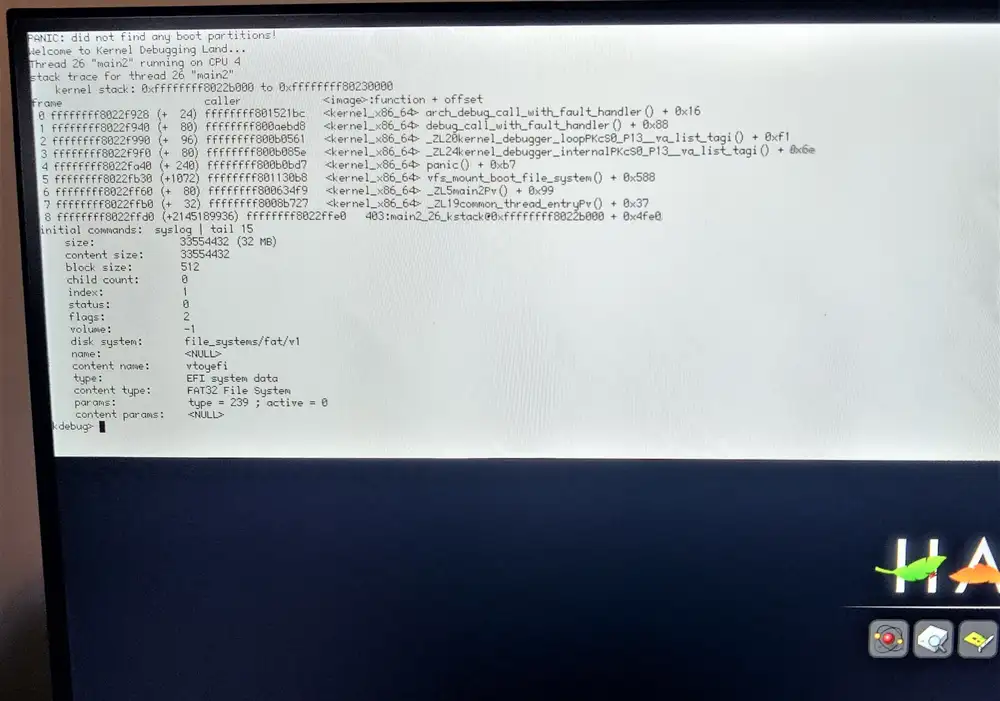 PANIC: did not find any boot partitions!
Welcome to Kernel Debugging Land...
Thread 26 "main2" running on CPU 4
stack trace for thread 26 "main2"
kernel stack: 0xffffffff8022b000 to 0xffffffff80230000
frame caller <image>:function + offset
0 ffffffff8022f928 (+ 24) ffffffff801521bc <kernel_x86_64> arch_debug_call_with_fault_handler() + 0x16
1 ffffffff8022f940 (+ 80) ffffffff800aebd8 <kernel_x86_64> debug_call_with_fault_handler() + 0x88
2 ffffffff8022f990 (+ 96) ffffffff800b0561 <kernel_x86_64> _ZL20kernel_debugger_loopPKcS0_P13__va_list_tagi() + 0xf1
3 ffffffff8022f9f0 (+ 80) ffffffff800b085e <kernel_x86_64> _ZL24kernel_debugger_internalPKcS0_P13__va_list_tagi() + 0x6e
4 ffffffff8022fa40 (+ 240) ffffffff800b0bd7 <kernel_x86_64> panic() + 0xb7
5 ffffffff8022fb30 (+1072) ffffffff801130b8 <kernel_x86_64> vfs_mount_boot_file_system() + 0x588
6 ffffffff8022ff60 (+ 80) ffffffff800634f9 <kernel_x86_64> _ZL5main2Pv() + 0x99
7 ffffffff8022ffb0 (+ 32) ffffffff8008b727 <kernel_x86_64> _ZL19common_thread_entryPv() + 0x37
8 ffffffff8022ffd0 (+2145189936) ffffffff8022ffe0 403:main2_26_kstack@0xffffffff8022b000 + 0x4fe0
initial commands: syslog | tail 15
size: 33554432 (32 MB)
content size: 33554432
block size: 512
child count: 0
index: 1
status: 0
flags: 2
volume: -1
disk system: file_systems/fat/v1
name: <NULL>
content name: vtoyefi
type: EFI system data
content type: FAT32 File System
params: type = 239 ; active = 0
content params: <NULL>
kdebug>
HA